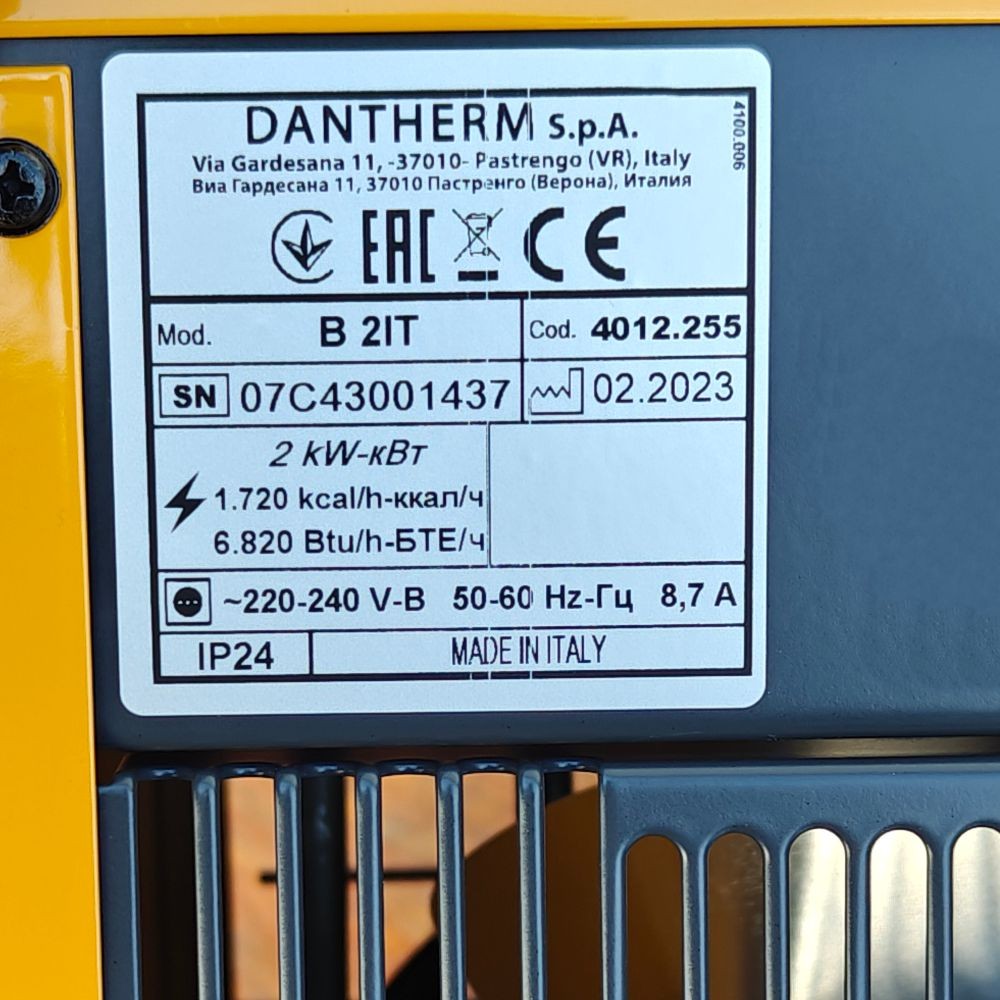 DANTHERM S.p.A.
4100.006
Via Gardesana 11, -37010- Pastrengo (VR), Italy
Виа Гардесана 11, 37010 Пастренго (Верона), Италия
EAC CE
Mod. B 2IT Cod. 4012.255
SN 07C43001437 02.2023
2 kW-кВт
1.720 kcal/h-ккал/ч
6.820 Btu/h-БТЕ/ч
~220-240 V-В 50-60 Hz-Гц 8,7 A
IP24 MADE IN ITALY